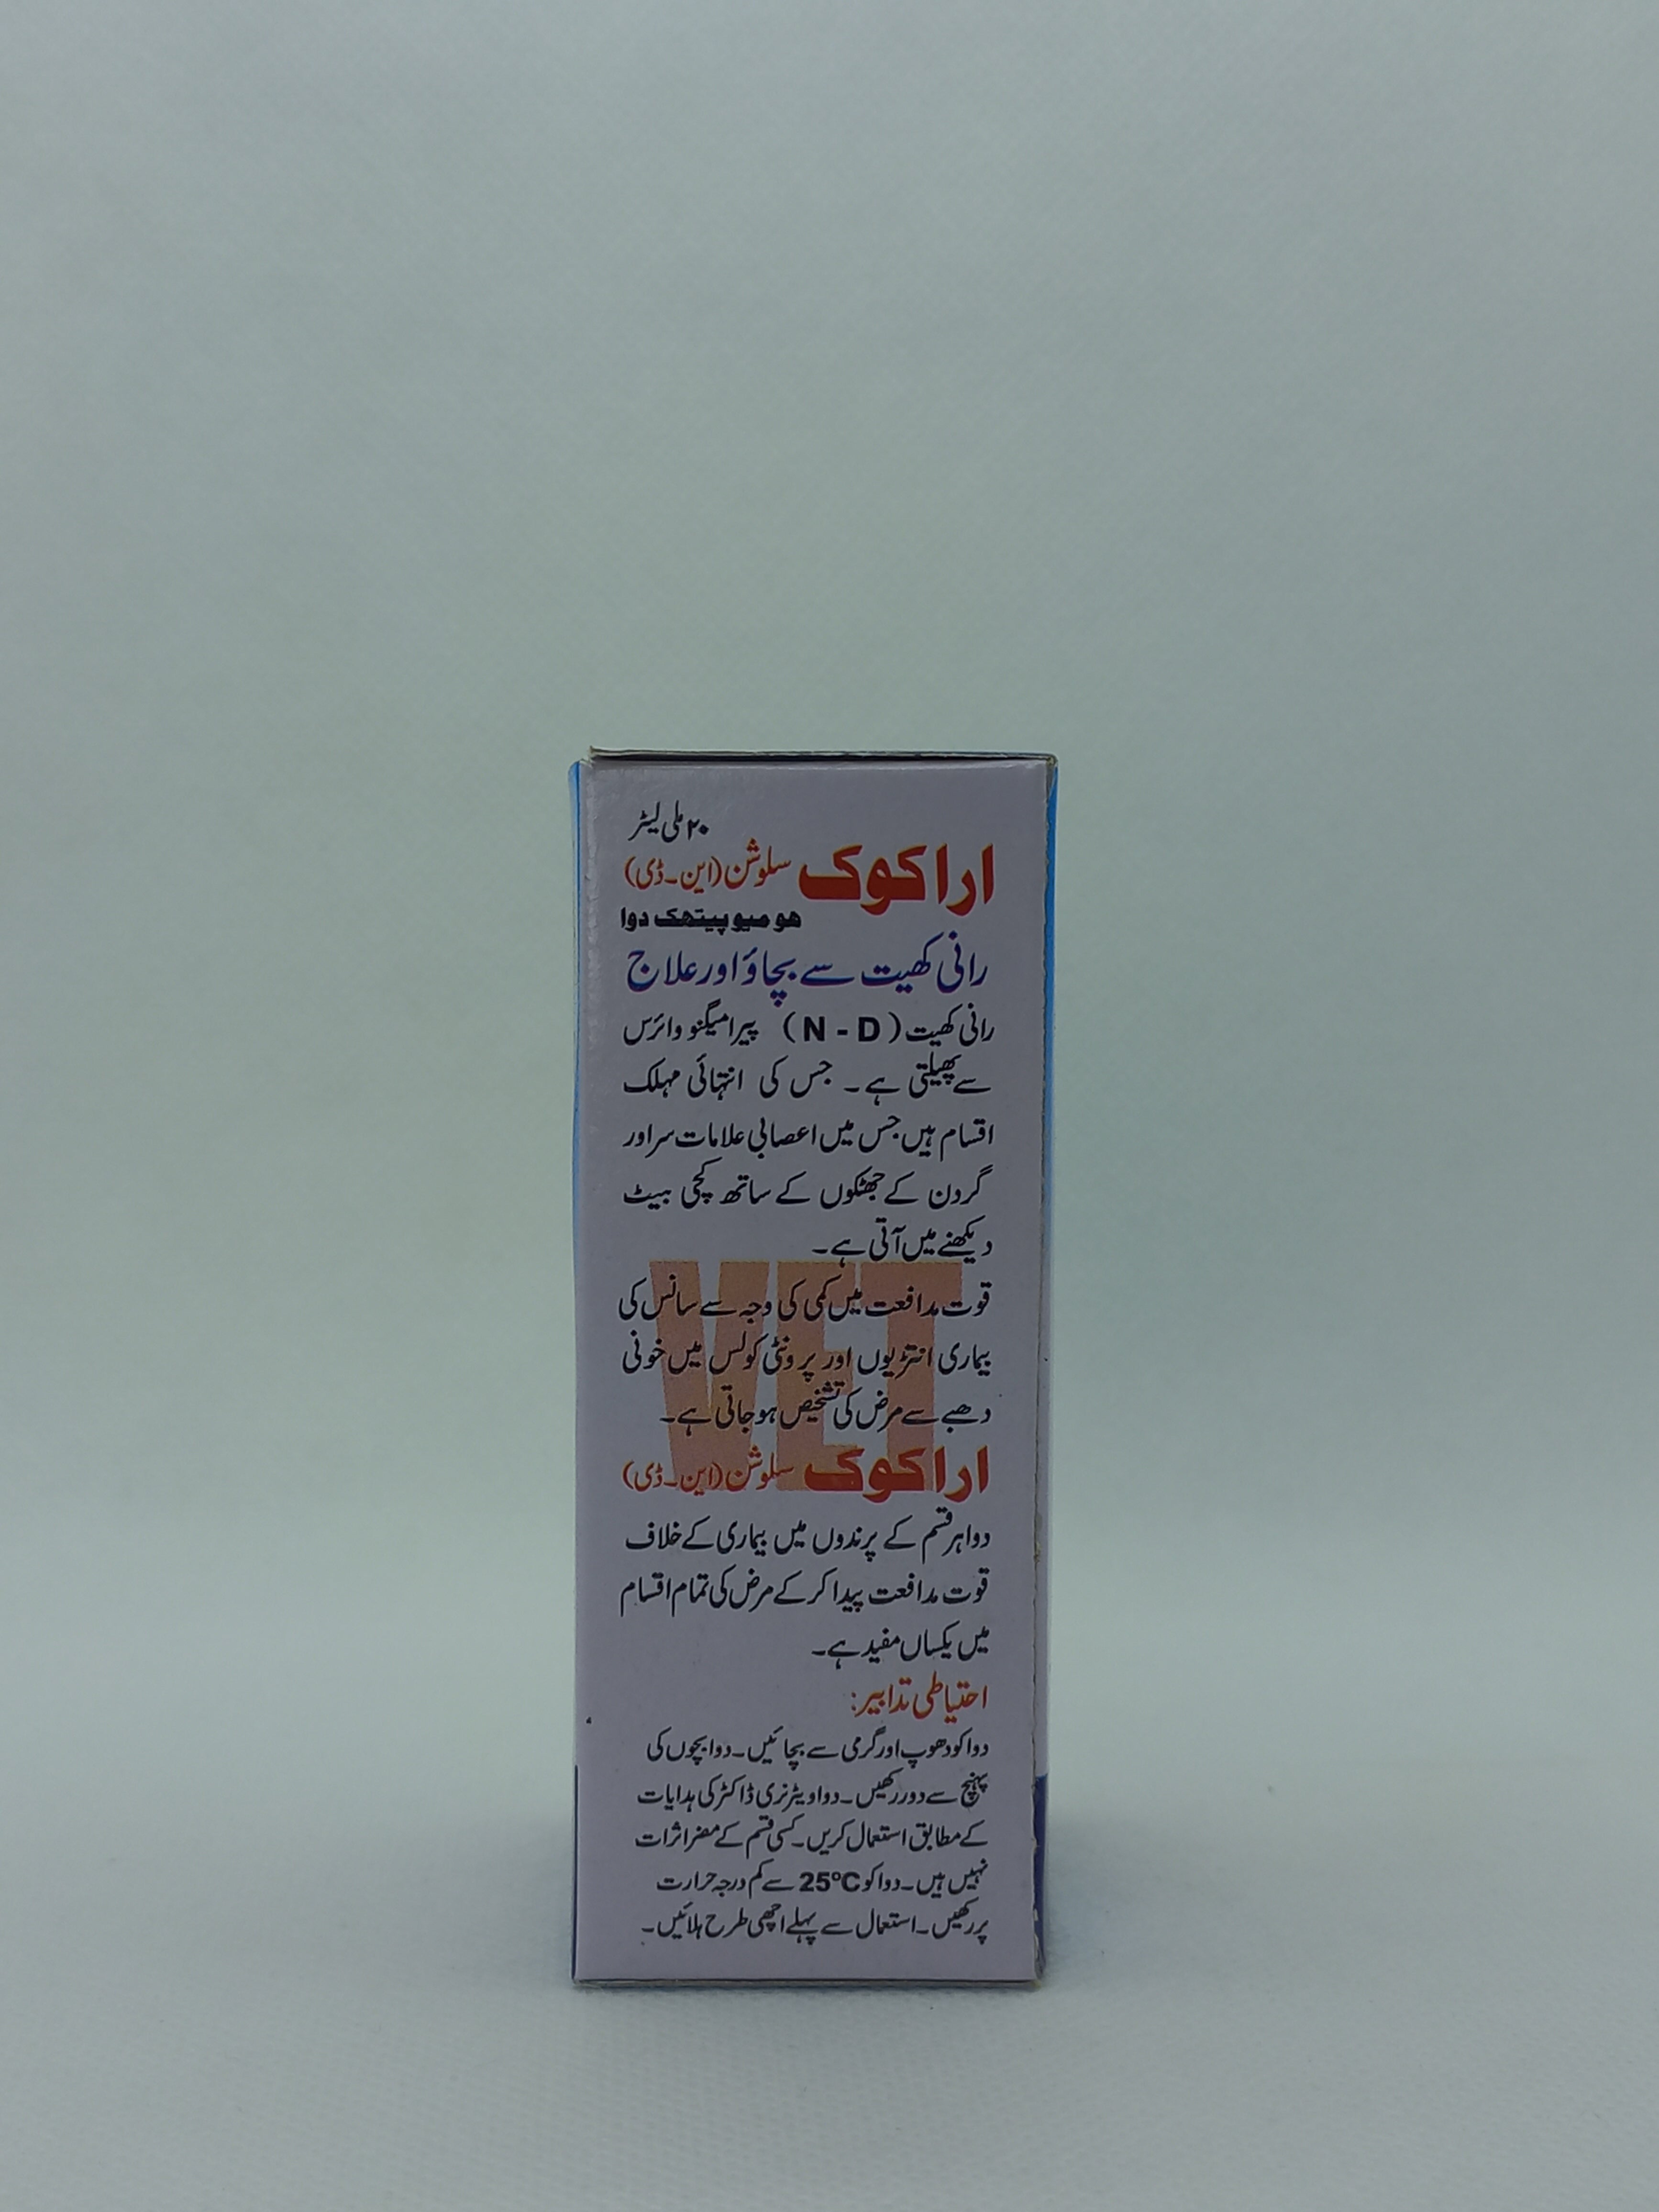 ۲۰ ملی لیٹر
اراکوک سلوشن (این۔ڈی)
ھومیوپیتھک دوا
رانی کھیت سے بچاؤ اور علاج
رانی کھیت (N - D) پیرامیگنو وائرس
سے پھیلتی ہے۔ جس کی انتہائی مہلک
اقسام ہیں جس میں اعصابی علامات سر اور
گردن کے جھٹکوں کے ساتھ کچی بیٹ
دیکھنے میں آتی ہے۔
قوت مدافعت میں کمی کی وجہ سے سانس کی
بیماری انتڑیوں اور پرونٹی کولس میں خونی
دھبے سے مرض کی تشخیص ہو جاتی ہے۔
VET
اراکوک سلوشن (این۔ڈی)
دوا ہر قسم کے پرندوں میں بیماری کے خلاف
قوت مدافعت پیدا کر کے مرض کی تمام اقسام
میں یکساں مفید ہے۔
احتیاطی تدابیر:
دوا کو دھوپ اور گرمی سے بچائیں۔ دوا بچوں کی
پہنچ سے دور رکھیں۔ دوا ویٹرنری ڈاکٹر کی ہدایات
کے مطابق استعمال کریں۔ کسی قسم کے مضر اثرات
نہیں ہیں۔ دوا کو 25°C سے کم درجہ حرارت
پر رکھیں۔ استعمال سے پہلے اچھی طرح ہلائیں۔